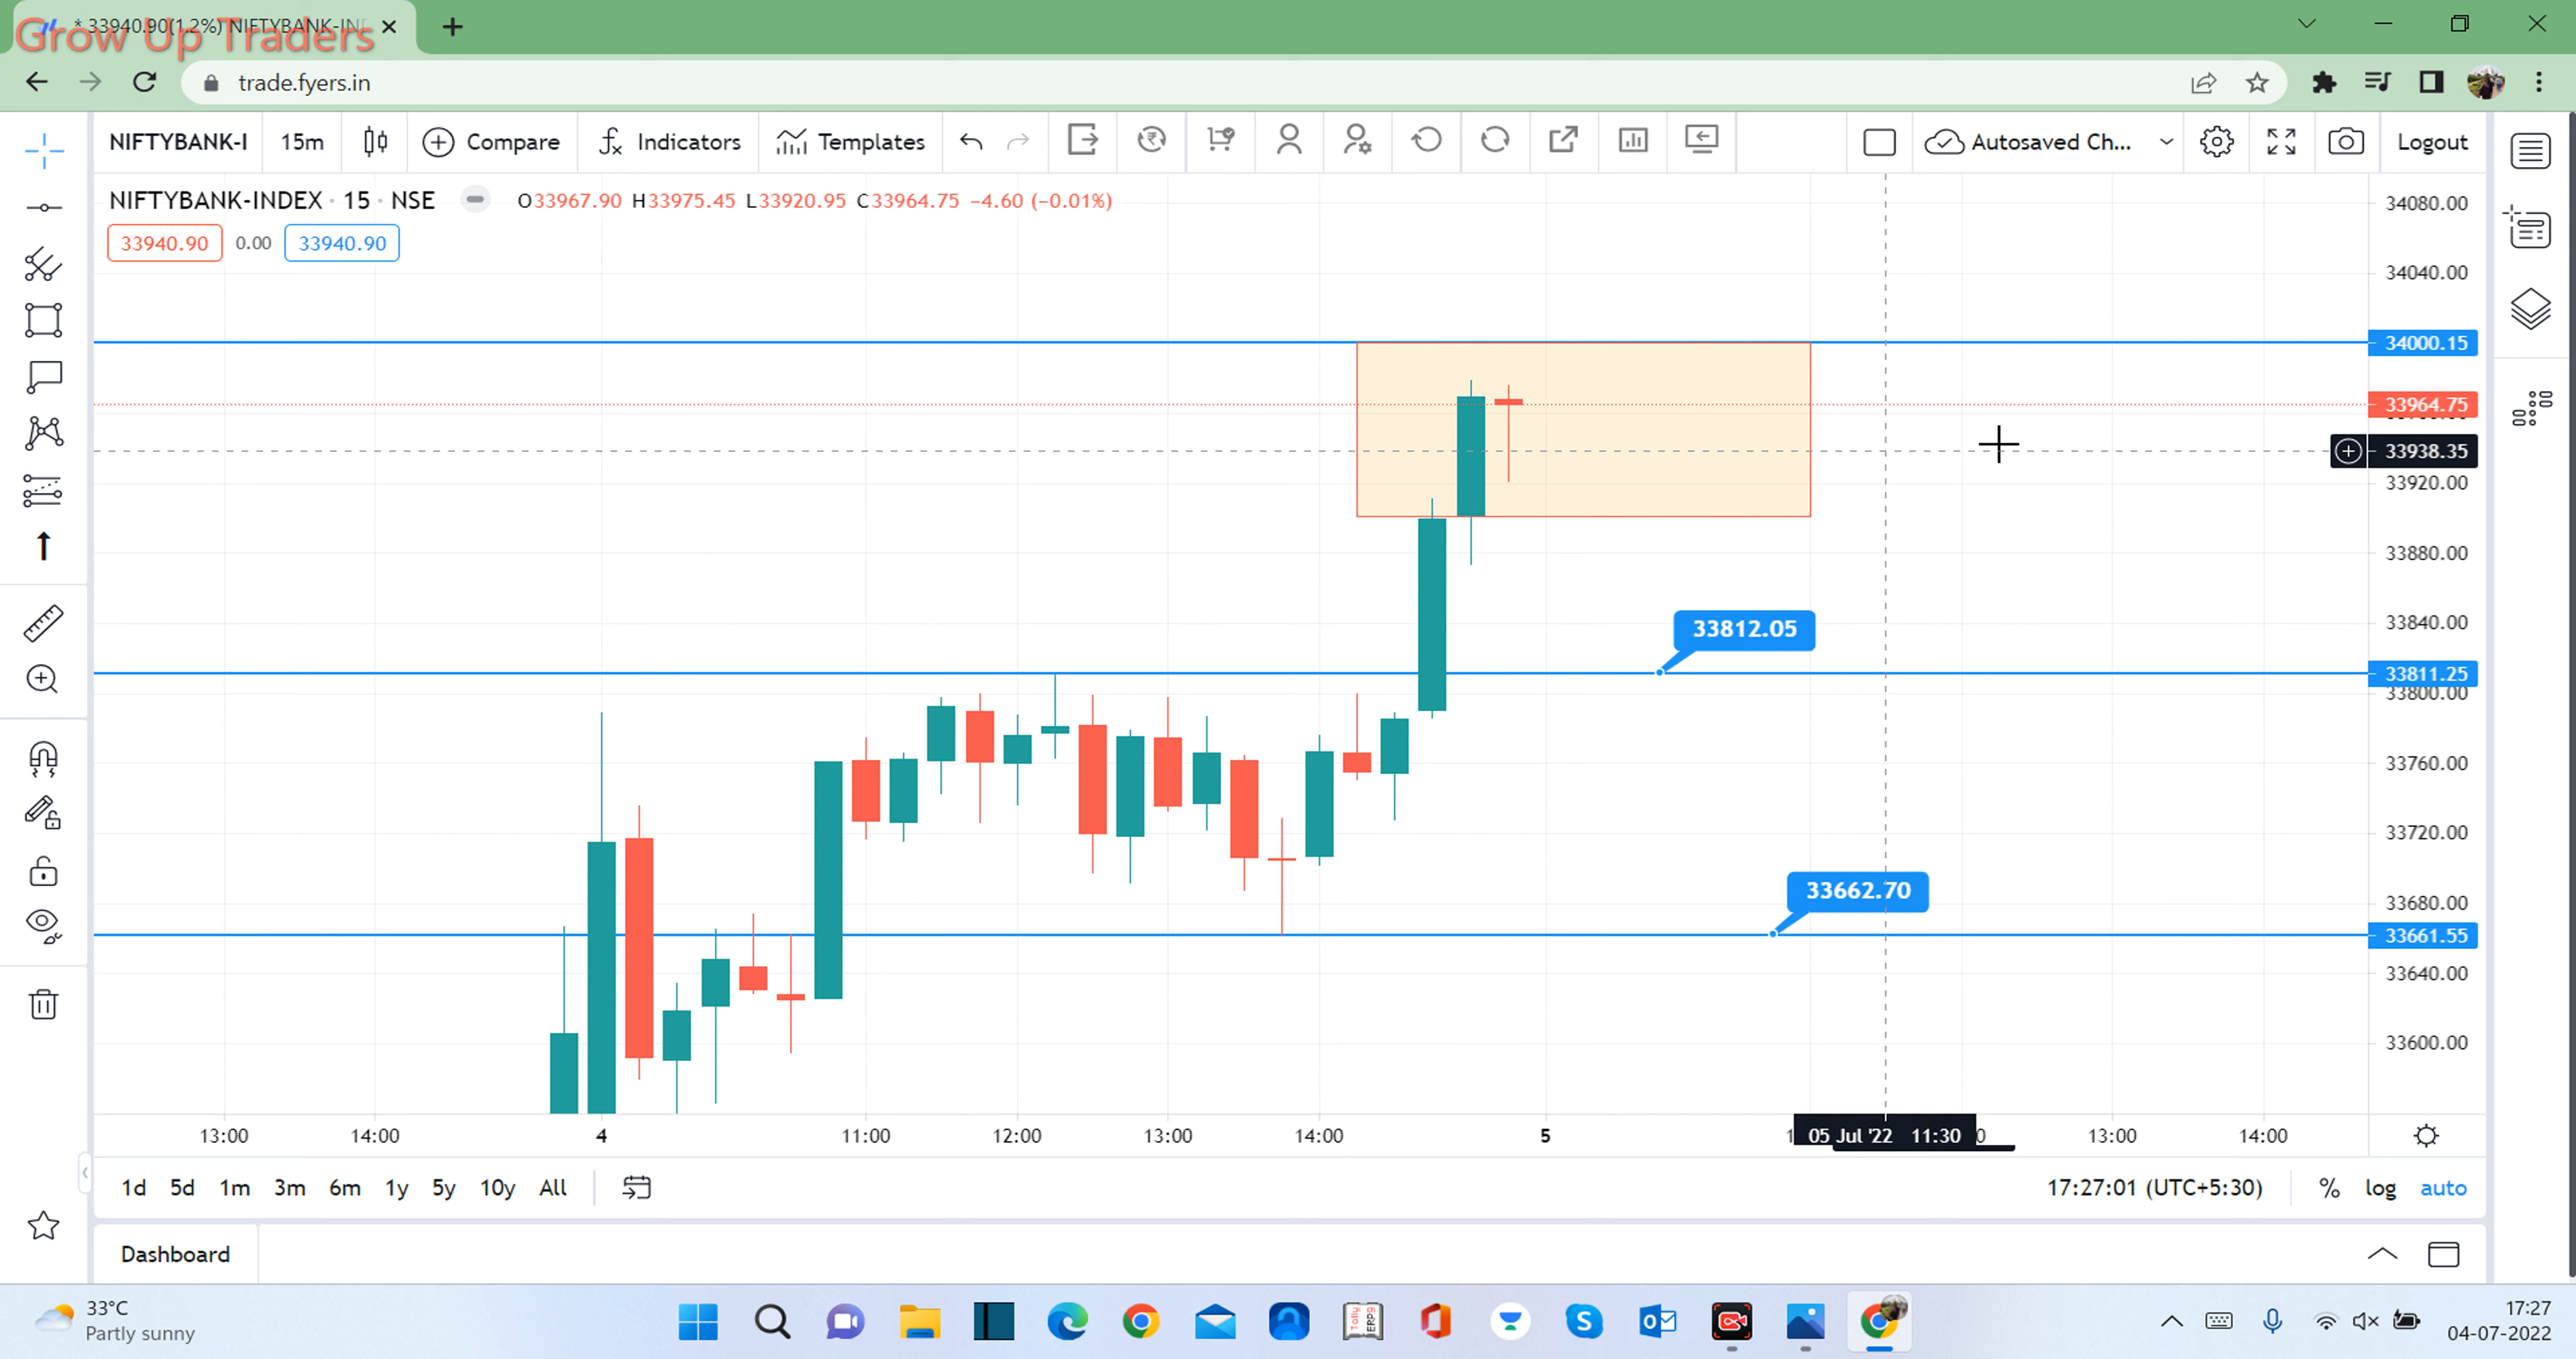 * 33940.90(1.2%) NIFTYBANK-IN
Grow Up Traders
trade.fyers.in
NIFTYBANK-I 15m Compare Indicators Templates Autosaved Ch... Logout
NIFTYBANK-INDEX · 15 · NSE O33967.90 H33975.45 L33920.95 C33964.75 −4.60 (−0.01%)
33940.90 0.00 33940.90
34080.00
34040.00
34000.15
33964.75
33938.35
33920.00
33880.00
33812.05
33840.00
33811.25
33800.00
33760.00
33720.00
33662.70
33680.00
33661.55
33640.00
33600.00
13:00 14:00 4 11:00 12:00 13:00 14:00 5 05 Jul '22 11:30 13:00 14:00
1d 5d 1m 3m 6m 1y 5y 10y All 17:27:01 (UTC+5:30) % log auto
Dashboard
33°C
Partly sunny
17:27
04-07-2022